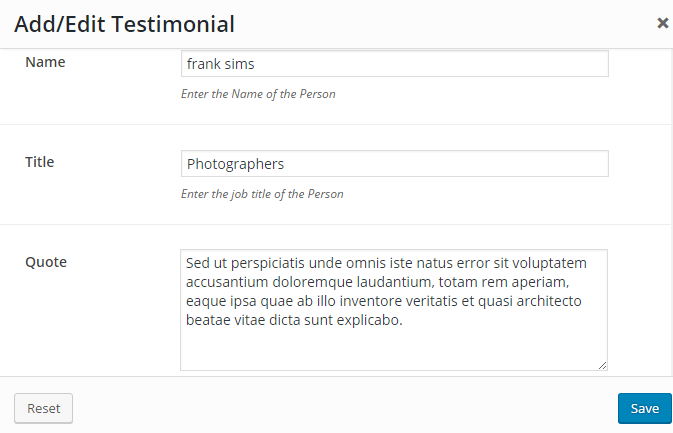 Add/Edit Testimonial ×
Name
frank sims
Enter the Name of the Person
Title
Photographers
Enter the job title of the Person
Quote
Sed ut perspiciatis unde omnis iste natus error sit voluptatem
accusantium doloremque laudantium, totam rem aperiam,
eaque ipsa quae ab illo inventore veritatis et quasi architecto
beatae vitae dicta sunt explicabo.
Reset
Save